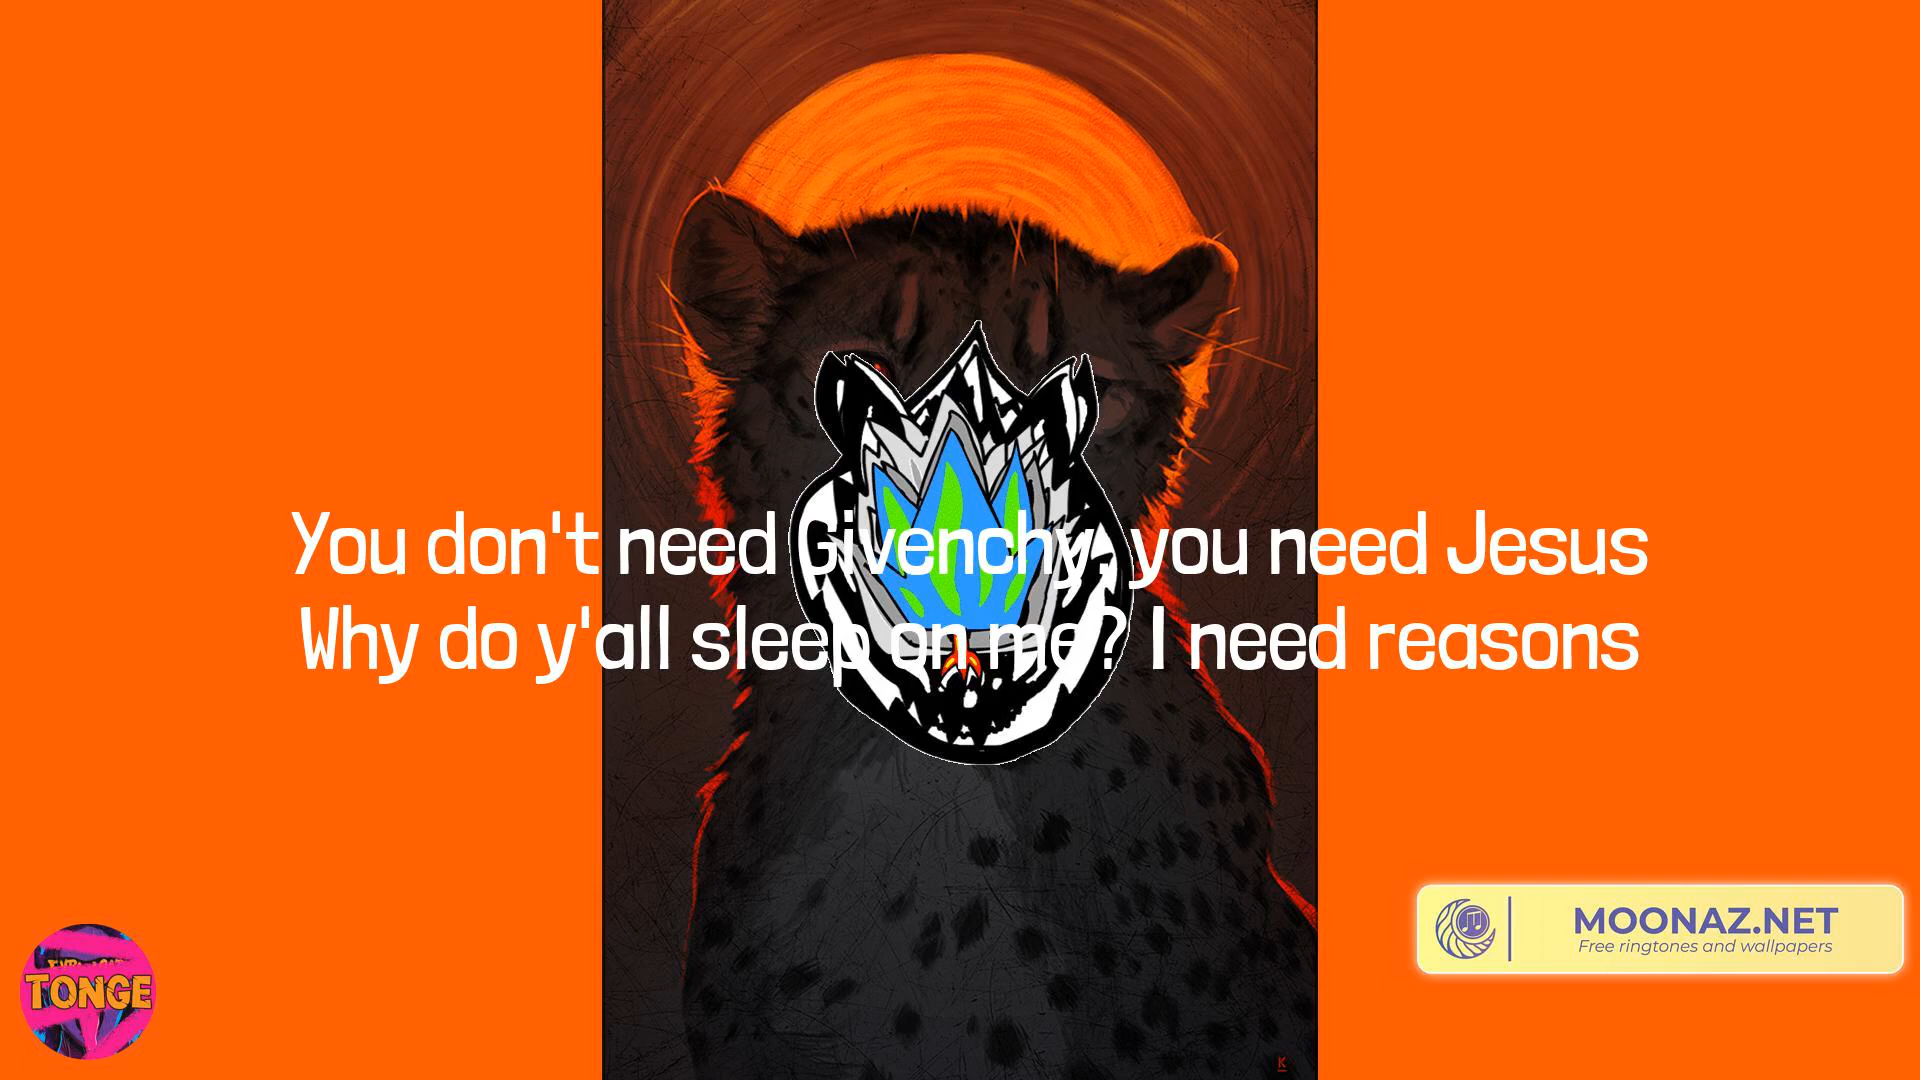 You don't need Givenchy, you need Jesus
Why do y'all sleep on me? I need reasons
MOONAZ.NET
Free ringtones and wallpapers
TONGE
K